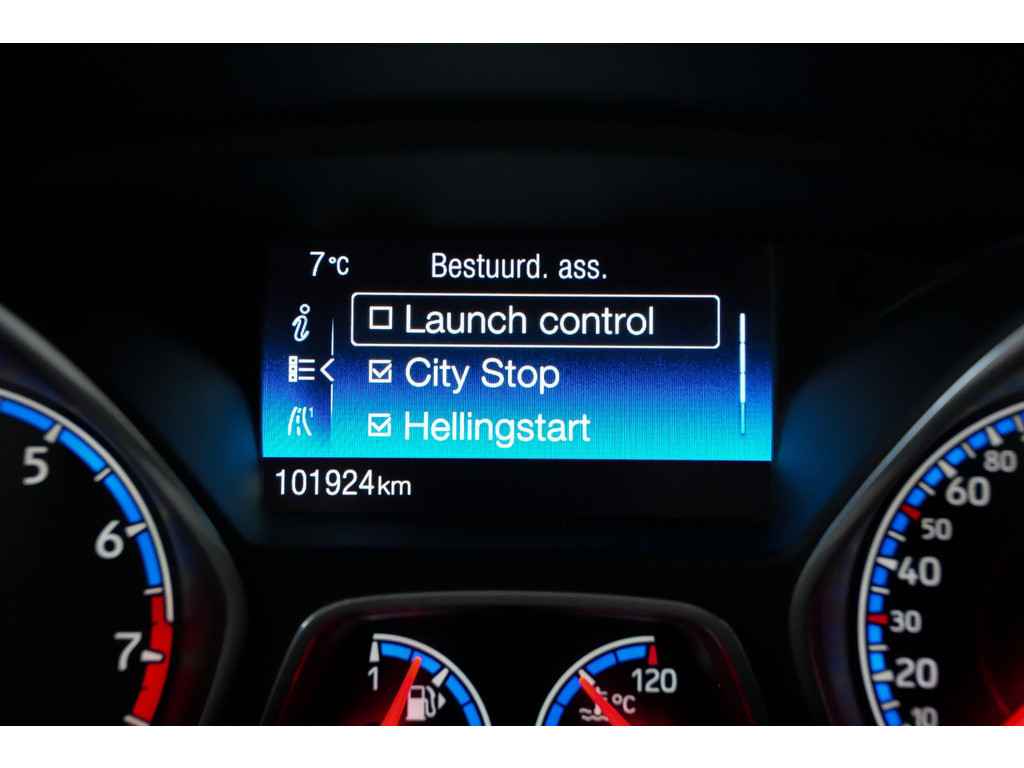 7°C Bestuurd. ass.
Launch control
City Stop
Hellingstart
101924km
5
6
7
1
120
°C
80
60
50
40
30
20
10